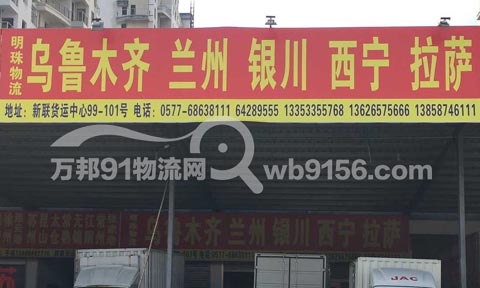 明珠物流
乌鲁木齐 兰州 银川 西宁 拉萨
地址: 新联货运中心99-101号 电话: 0577-68638111 64289555 13353355768 13626575666 13858746111
万邦91物流网 wb9156.com
乌鲁木齐 兰州 银川 西宁 拉萨
JAC